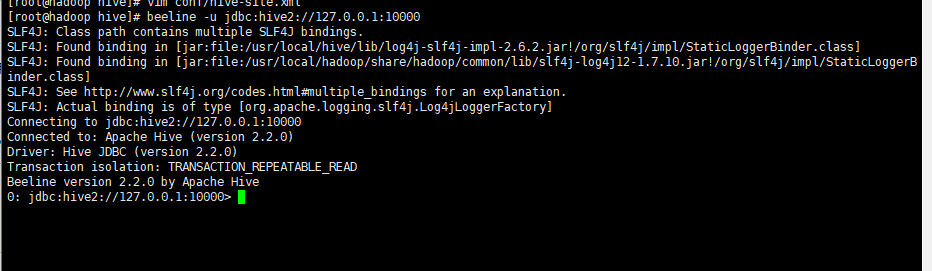 [root@hadoop hive]# vim conf/hive-site.xml
[root@hadoop hive]# beeline -u jdbc:hive2://127.0.0.1:10000
SLF4J: Class path contains multiple SLF4J bindings.
SLF4J: Found binding in [jar:file:/usr/local/hive/lib/log4j-slf4j-impl-2.6.2.jar!/org/slf4j/impl/StaticLoggerBinder.class]
SLF4J: Found binding in [jar:file:/usr/local/hadoop/share/hadoop/common/lib/slf4j-log4j12-1.7.10.jar!/org/slf4j/impl/StaticLoggerB
inder.class]
SLF4J: See http://www.slf4j.org/codes.html#multiple_bindings for an explanation.
SLF4J: Actual binding is of type [org.apache.logging.slf4j.Log4jLoggerFactory]
Connecting to jdbc:hive2://127.0.0.1:10000
Connected to: Apache Hive (version 2.2.0)
Driver: Hive JDBC (version 2.2.0)
Transaction isolation: TRANSACTION_REPEATABLE_READ
Beeline version 2.2.0 by Apache Hive
0: jdbc:hive2://127.0.0.1:10000>